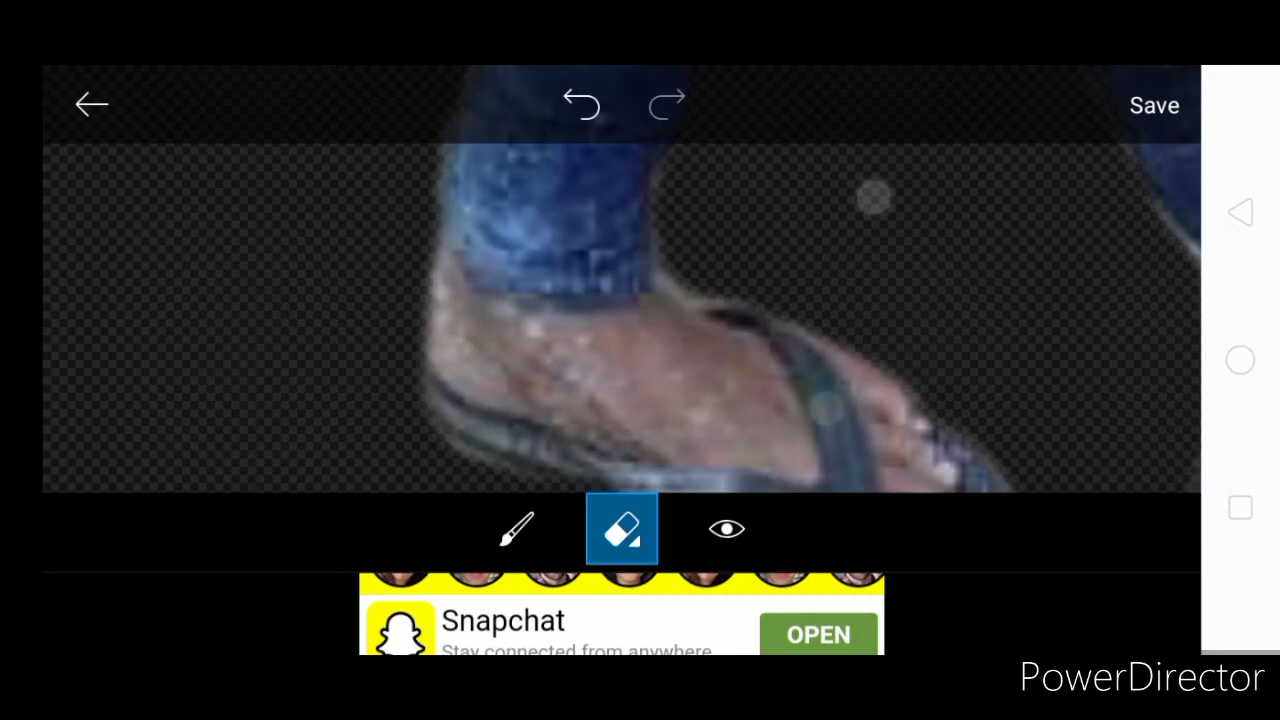 Save
Snapchat
Stay connected from anywhere
OPEN
PowerDirector